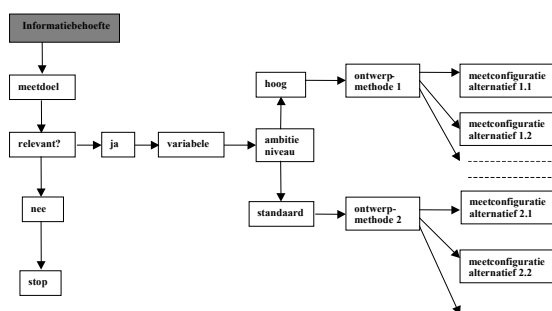 Informatiebehoefte
meetdoel
relevant?
ja
variabele
ambitie
niveau
nee
stop
hoog
ontwerp-
methode 1
meetconfiguratie
alternatief 1.1
meetconfiguratie
alternatief 1.2
standaard
ontwerp-
methode 2
meetconfiguratie
alternatief 2.1
meetconfiguratie
alternatief 2.2